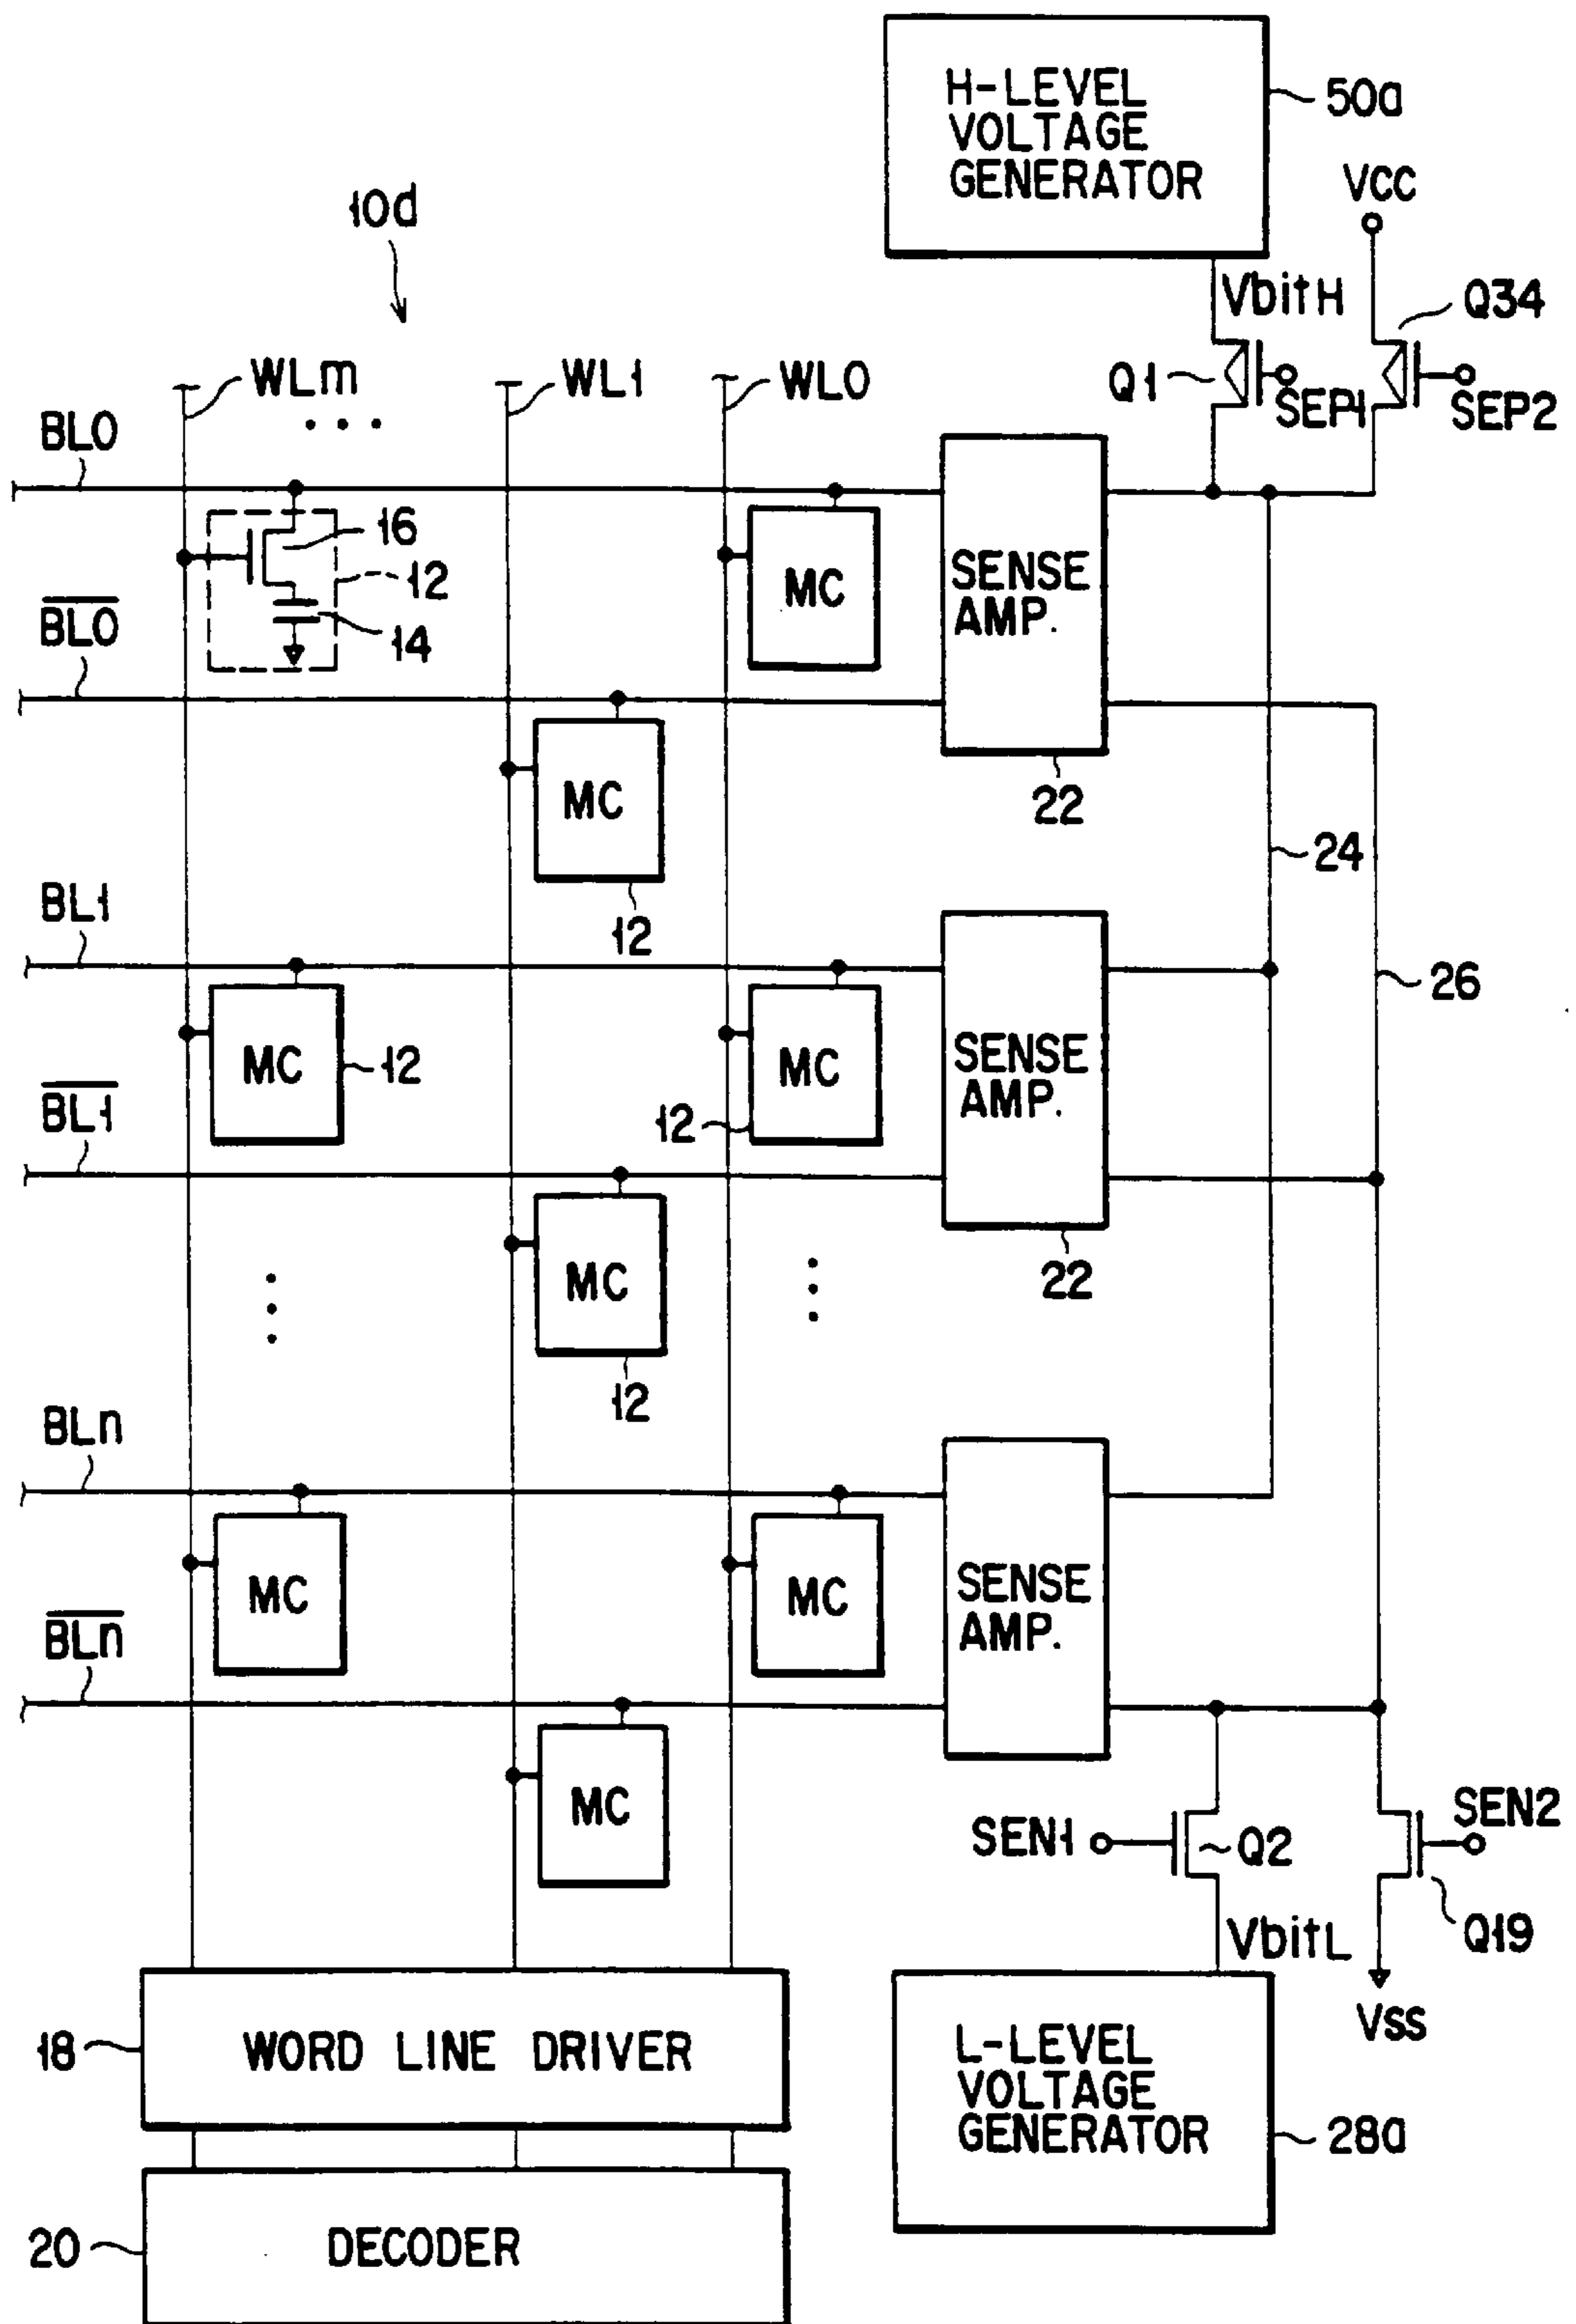 H-LEVEL
VOLTAGE
GENERATOR
50a
VCC
10d
VbitH
Q34
WLm
WL1
WL0
Q1
SEP1
SEP2
BL0
16
12
MC
SENSE
AMP.
B̅L̅0̅
14
MC
22
24
BL1
12
26
MC
12
MC
SENSE
AMP.
B̅L̅1̅
12
MC
22
12
BLn
MC
MC
SENSE
AMP.
B̅L̅n̅
MC
SEN1
Q2
SEN2
VbitL
Q19
VSS
18
WORD LINE DRIVER
L-LEVEL
VOLTAGE
GENERATOR
28a
20
DECODER